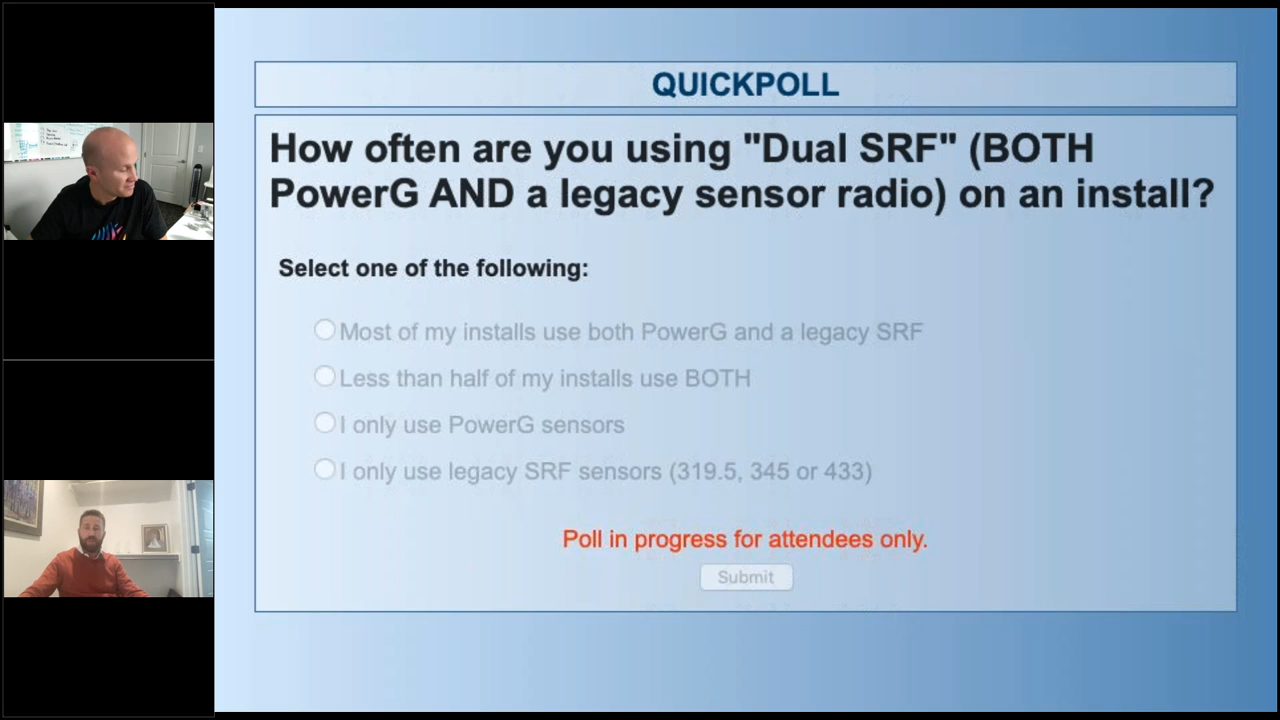 QUICKPOLL
How often are you using "Dual SRF" (BOTH
PowerG AND a legacy sensor radio) on an install?
Select one of the following:
Most of my installs use both PowerG and a legacy SRF
Less than half of my installs use BOTH
I only use PowerG sensors
I only use legacy SRF sensors (319.5, 345 or 433)
Poll in progress for attendees only.
Submit